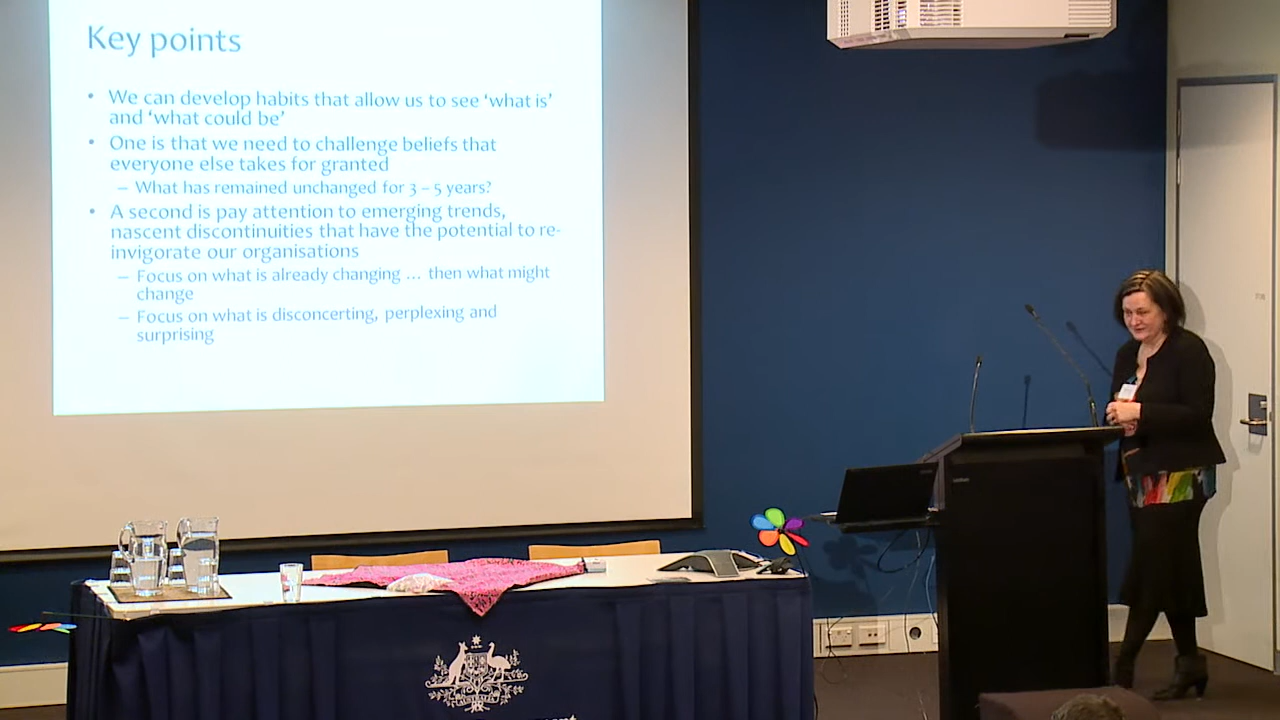 Key points
• We can develop habits that allow us to see ‘what is’
and ‘what could be’
• One is that we need to challenge beliefs that
everyone else takes for granted
– What has remained unchanged for 3 – 5 years?
• A second is pay attention to emerging trends,
nascent discontinuities that have the potential to re-
invigorate our organisations
– Focus on what is already changing … then what might
change
– Focus on what is disconcerting, perplexing and
surprising
AUSTRALIA